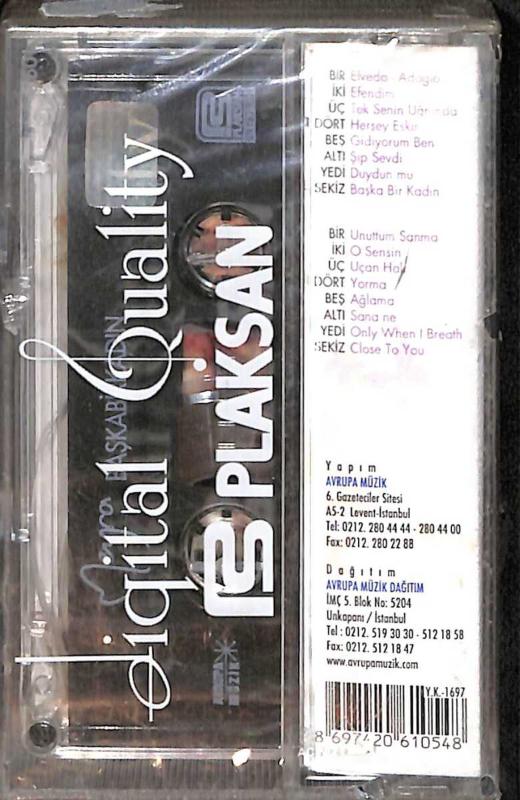 BİR Elveda - Adagio
İKİ Efendim
ÜÇ Tek Senin Uğrunda
DÖRT Herşey Eskir
BEŞ Gidiyorum Ben
ALTI Şıp Sevdi
YEDİ Duydun mu
SEKİZ Başka Bir Kadın
BİR Unuttum Sanma
İKİ O Sensin
ÜÇ Uçan Halı
DÖRT Yorma
BEŞ Ağlama
ALTI Sana ne
YEDİ Only When I Breath
SEKİZ Close To You
Yapım
AVRUPA MÜZİK
6. Gazeteciler Sitesi
A5-2 Levent-İstanbul
Tel: 0212. 280 44 44 - 280 44 00
Fax: 0212. 280 22 88
Dağıtım
AVRUPA MÜZİK DAĞITIM
İMÇ 5. Blok No: 5204
Unkapanı / İstanbul
Tel : 0212. 519 30 30 - 512 18 58
Fax: 0212. 512 18 47
www.avrupamuzik.com
Y.K.-1697
8 697420 610548
Digital Quality
PLAKSAN
BAŞKA BİR KADIN
AVRUPA
MÜZİK